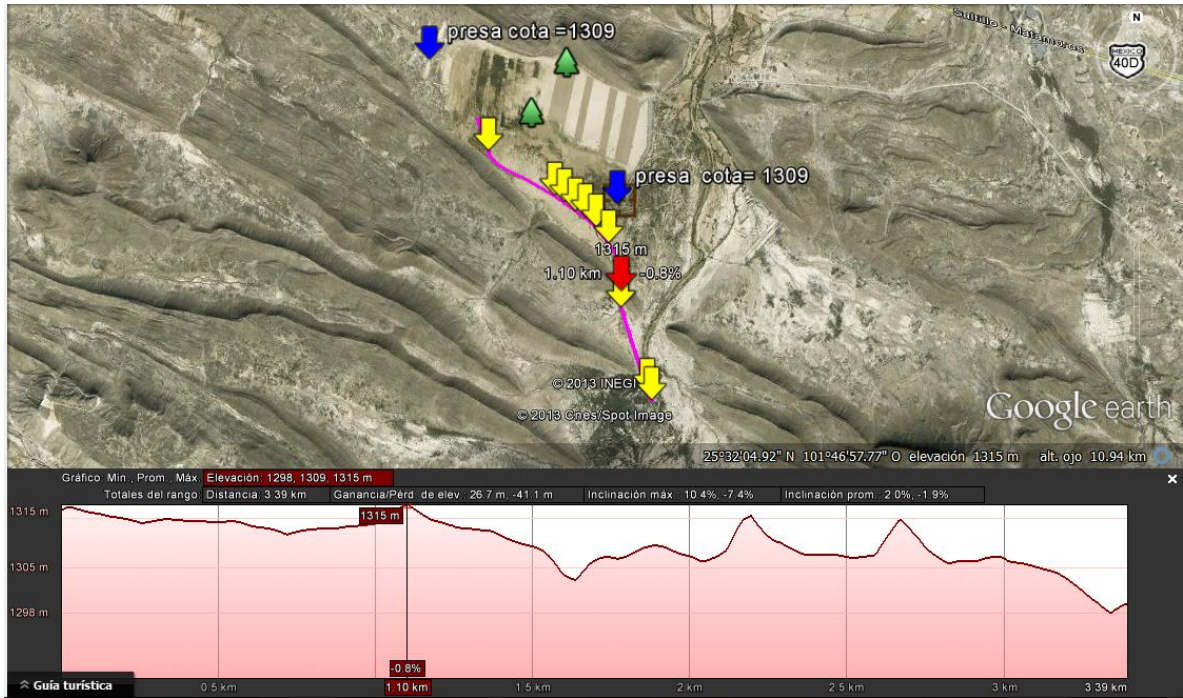 presa cota =1309
Saltillo - Matamoros
N
MEXICO
40D
presa cota= 1309
1315 m
1.10 km
-0.8%
© 2013 INEGI
© 2013 Cnes/Spot Image
Google earth
25°32'04.92" N 101°46'57.77" O elevación 1315 m alt. ojo 10.94 km
Gráfico: Mín., Prom., Máx. Elevación: 1298, 1309, 1315 m
Totales del rango: Distancia: 3.39 km Ganancia/Pérd. de elev.: 26.7 m, -41.1 m Inclinación máx.: 10.4%, -7.4% Inclinación prom.: 2.0%, -1.9%
1315 m
1315 m
1305 m
1298 m
-0.8%
Guía turística
0.5 km
1.10 km
1.5 km
2 km
2.5 km
3 km
3.39 km